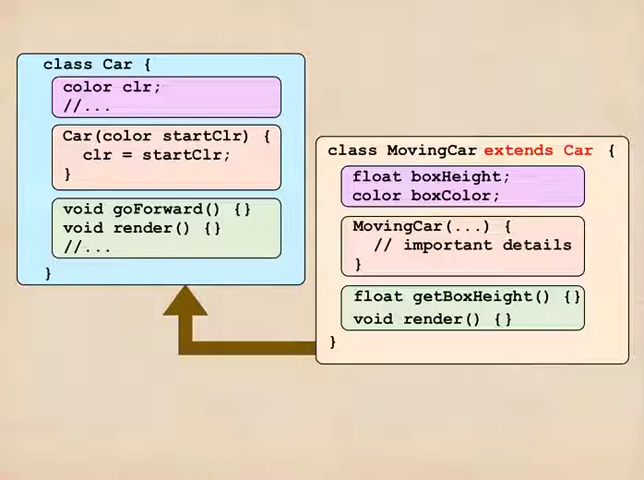 class Car {
color clr;
//...
Car(color startClr) {
clr = startClr;
}
void goForward() {}
void render() {}
//...
}
class MovingCar extends Car {
float boxHeight;
color boxColor;
MovingCar(...) {
// important details
}
float getBoxHeight() {}
void render() {}
}